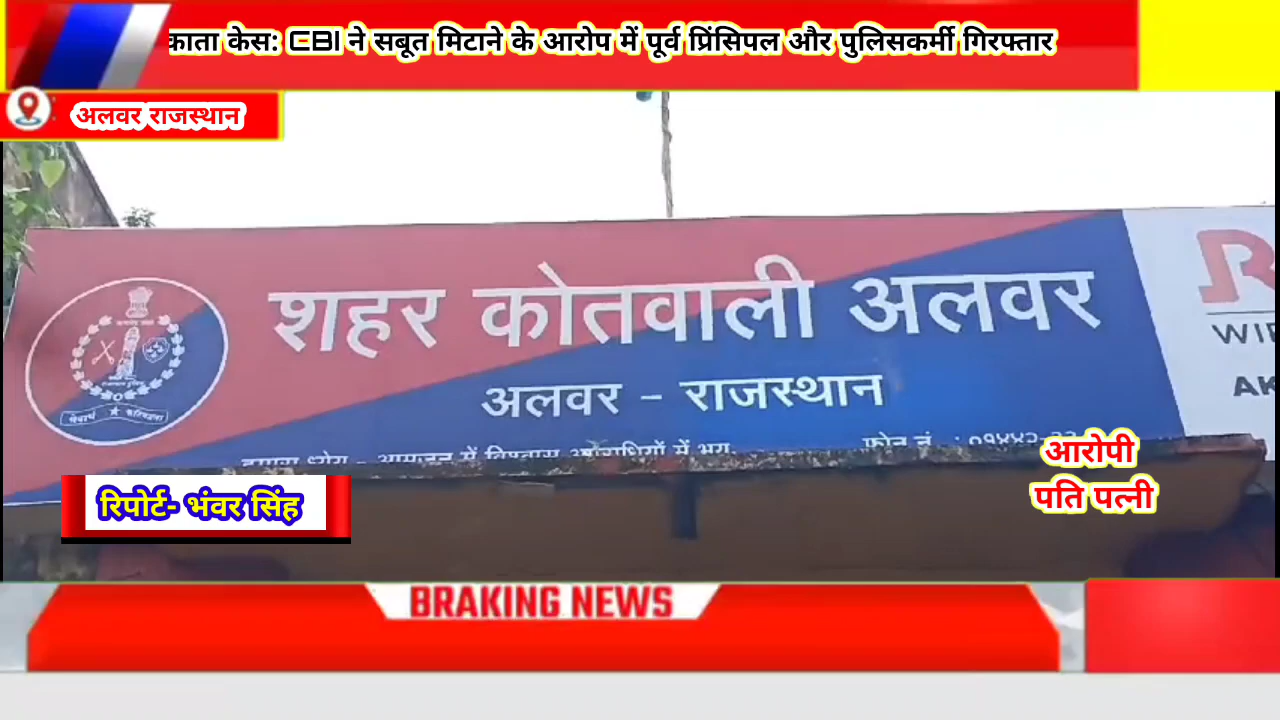 काता केस: CBI ने सबूत मिटाने के आरोप में पूर्व प्रिंसिपल और पुलिसकर्मी गिरफ्तार
अलवर राजस्थान
शहर कोतवाली अलवर
अलवर - राजस्थान
में विश्वास
में भय
फोन नं. :
आरोपी
पति पत्नी
रिपोर्ट- भंवर सिंह
BRAKING NEWS